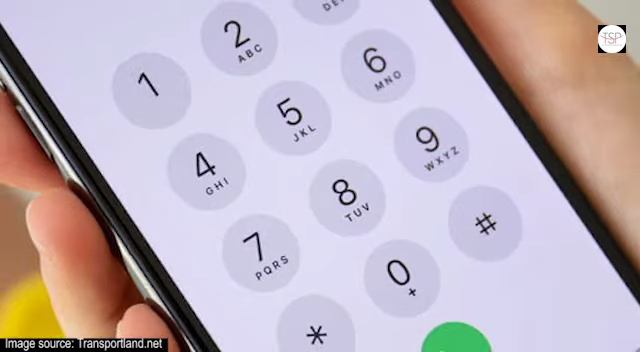 TSP
1
2
ABC
DEF
4
GHI
5
JKL
6
MNO
7
PQRS
8
TUV
9
WXYZ
*
0
+
#
Image source: Transportland.net